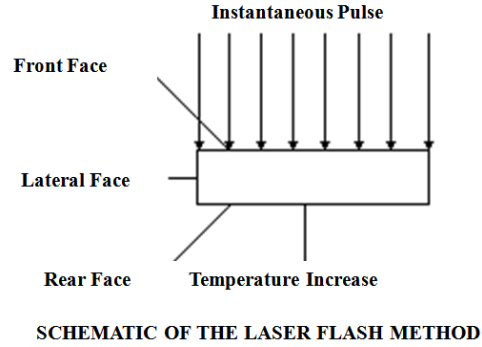 Instantaneous Pulse
Front Face
Lateral Face
Rear Face
Temperature Increase
SCHEMATIC OF THE LASER FLASH METHOD